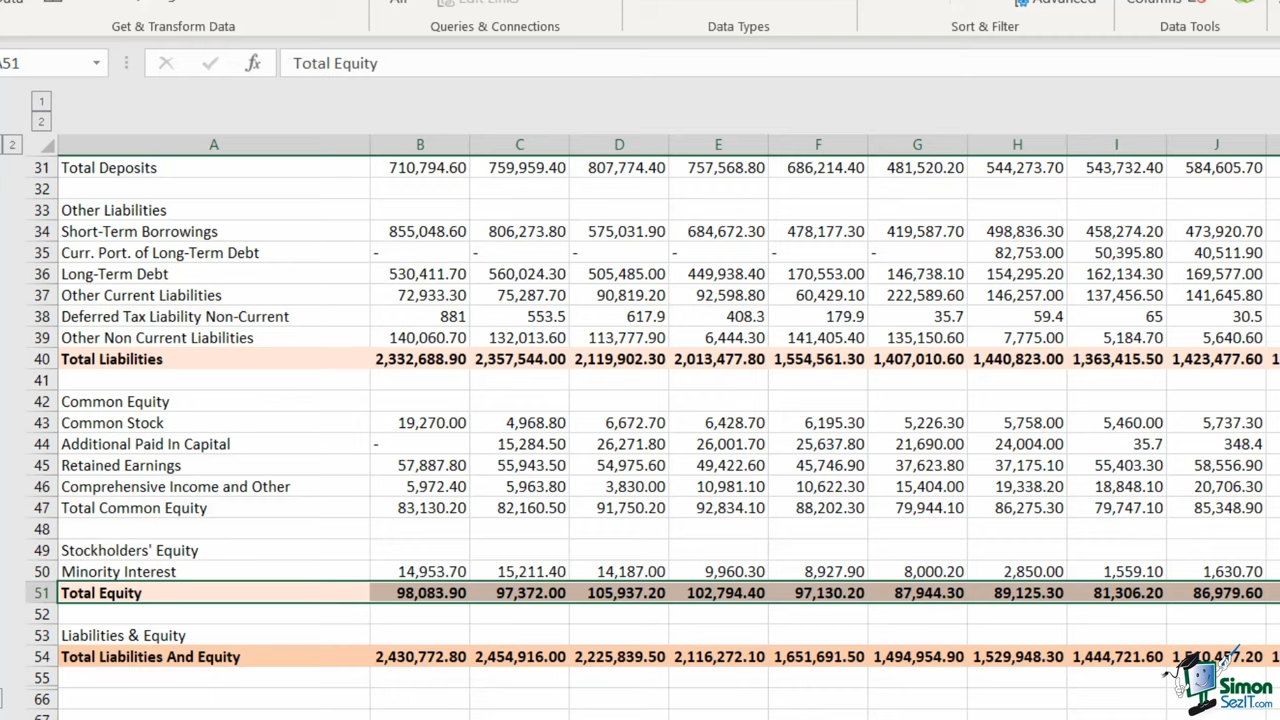 All Edit Links Advanced Columns
Get & Transform Data Queries & Connections Data Types Sort & Filter Data Tools
A51 fx Total Equity
1
2
2 A B C D E F G H I J
31 Total Deposits 710,794.60 759,959.40 807,774.40 757,568.80 686,214.40 481,520.20 544,273.70 543,732.40 584,605.70
32
33 Other Liabilities
34 Short-Term Borrowings 855,048.60 806,273.80 575,031.90 684,672.30 478,177.30 419,587.70 498,836.30 458,274.20 473,920.70
35 Curr. Port. of Long-Term Debt - - - - - - 82,753.00 50,395.80 40,511.90
36 Long-Term Debt 530,411.70 560,024.30 505,485.00 449,938.40 170,553.00 146,738.10 154,295.20 162,134.30 169,577.00
37 Other Current Liabilities 72,933.30 75,287.70 90,819.20 92,598.80 60,429.10 222,589.60 146,257.00 137,456.50 141,645.80
38 Deferred Tax Liability Non-Current 881 553.5 617.9 408.3 179.9 35.7 59.4 65 30.5
39 Other Non Current Liabilities 140,060.70 132,013.60 113,777.90 6,444.30 141,405.40 135,150.60 7,775.00 5,184.70 5,640.60
40 Total Liabilities 2,332,688.90 2,357,544.00 2,119,902.30 2,013,477.80 1,554,561.30 1,407,010.60 1,440,823.00 1,363,415.50 1,423,477.60 1
41
42 Common Equity
43 Common Stock 19,270.00 4,968.80 6,672.70 6,428.70 6,195.30 5,226.30 5,758.00 5,460.00 5,737.30
44 Additional Paid In Capital - 15,284.50 26,271.80 26,001.70 25,637.80 21,690.00 24,004.00 35.7 348.4
45 Retained Earnings 57,887.80 55,943.50 54,975.60 49,422.60 45,746.90 37,623.80 37,175.10 55,403.30 58,556.90
46 Comprehensive Income and Other 5,972.40 5,963.80 3,830.00 10,981.10 10,622.30 15,404.00 19,338.20 18,848.10 20,706.30
47 Total Common Equity 83,130.20 82,160.50 91,750.20 92,834.10 88,202.30 79,944.10 86,275.30 79,747.10 85,348.90
48
49 Stockholders' Equity
50 Minority Interest 14,953.70 15,211.40 14,187.00 9,960.30 8,927.90 8,000.20 2,850.00 1,559.10 1,630.70
51 Total Equity 98,083.90 97,372.00 105,937.20 102,794.40 97,130.20 87,944.30 89,125.30 81,306.20 86,979.60
52
53 Liabilities & Equity
54 Total Liabilities And Equity 2,430,772.80 2,454,916.00 2,225,839.50 2,116,272.10 1,651,691.50 1,494,954.90 1,529,948.30 1,444,721.60 1,510,457.20 1
55
66
67
Simon
SezIT.com